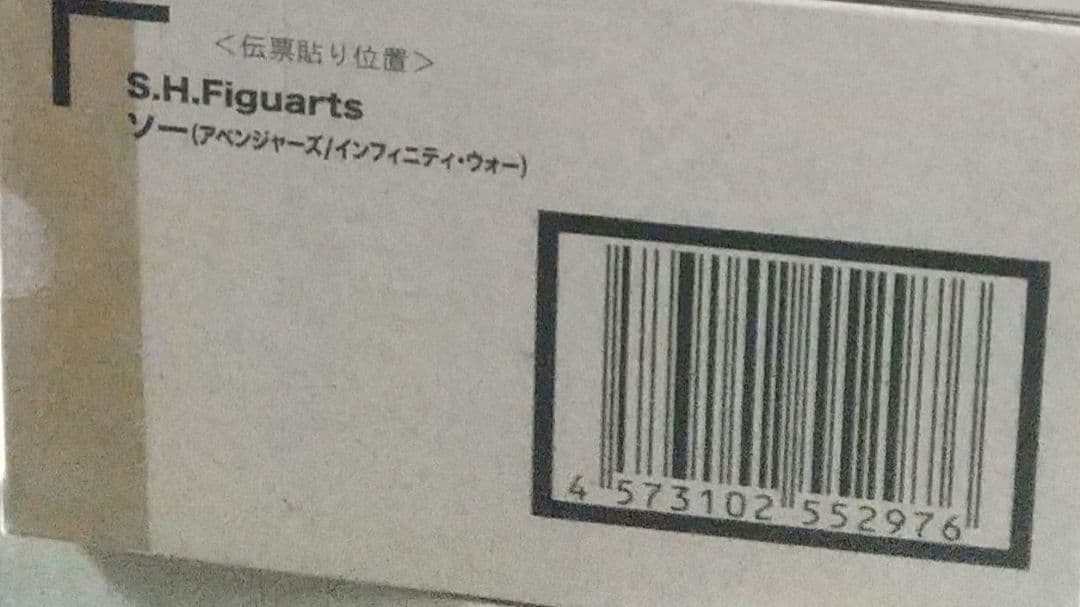 ＜伝票貼り位置＞
S.H.Figuarts
ソー(アベンジャーズ/インフィニティ・ウォー)
4 573102 552976